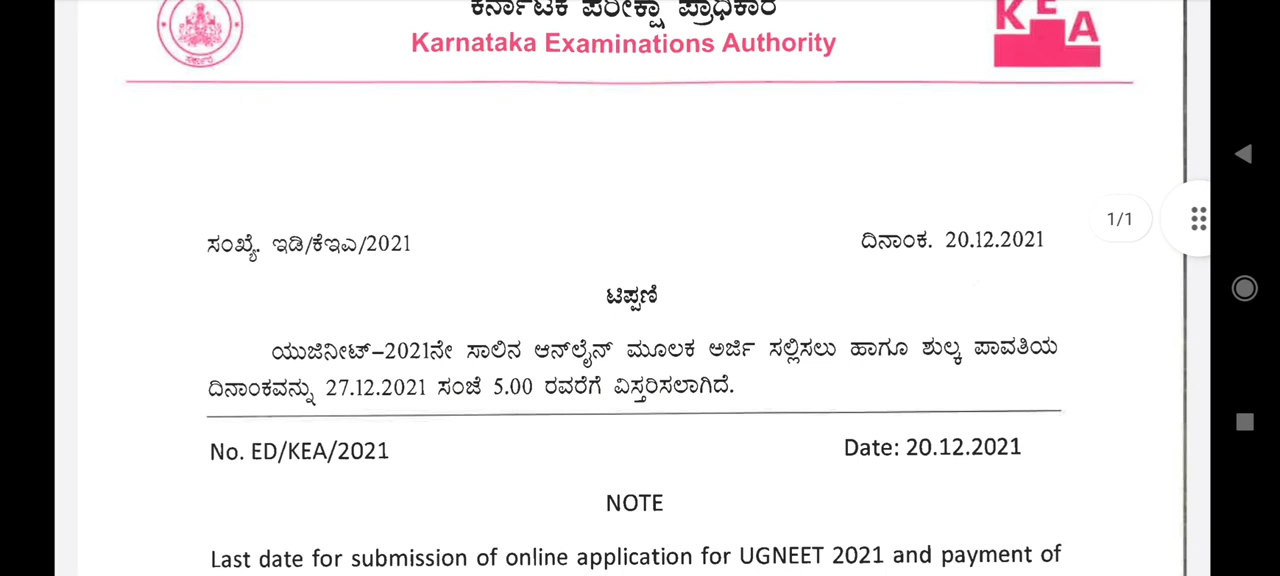 ಕರ್ನಾಟಕ ಪರೀಕ್ಷಾ ಪ್ರಾಧಿಕಾರ
Karnataka Examinations Authority
ಸರ್ಕಾರ
KEA
1/1
ಸಂಖ್ಯೆ. ಇಡಿ/ಕೆಇಎ/2021 ದಿನಾಂಕ. 20.12.2021
ಟಿಪ್ಪಣಿ
ಯುಜಿನೀಟ್-2021ನೇ ಸಾಲಿನ ಆನ್‌ಲೈನ್ ಮೂಲಕ ಅರ್ಜಿ ಸಲ್ಲಿಸಲು ಹಾಗೂ ಶುಲ್ಕ ಪಾವತಿಯ
ದಿನಾಂಕವನ್ನು 27.12.2021 ಸಂಜೆ 5.00 ರವರೆಗೆ ವಿಸ್ತರಿಸಲಾಗಿದೆ.
No. ED/KEA/2021 Date: 20.12.2021
NOTE
Last date for submission of online application for UGNEET 2021 and payment of